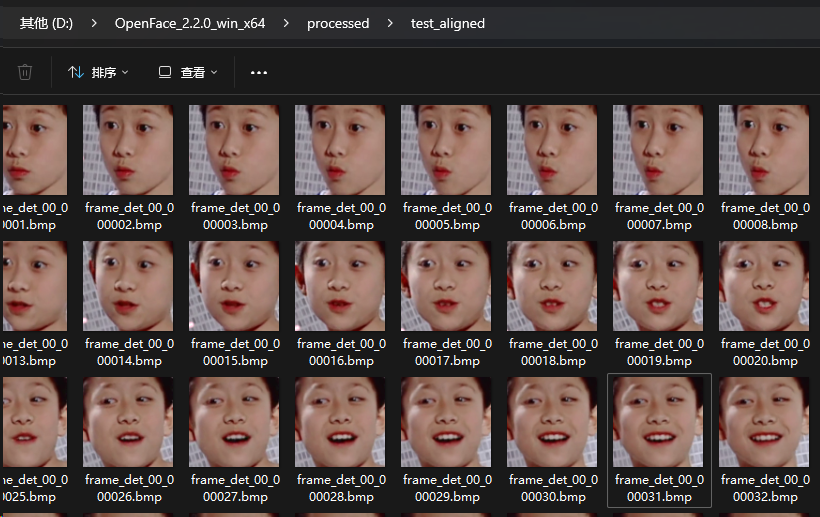 其他 (D:) > OpenFace_2.2.0_win_x64 > processed > test_aligned
排序 查看 •••
ne_det_00_0 frame_det_00_0 frame_det_00_0 frame_det_00_0 frame_det_00_0 frame_det_00_0 frame_det_00_0 frame_det_00_0
0001.bmp 00002.bmp 00003.bmp 00004.bmp 00005.bmp 00006.bmp 00007.bmp 00008.bmp
ne_det_00_0 frame_det_00_0 frame_det_00_0 frame_det_00_0 frame_det_00_0 frame_det_00_0 frame_det_00_0 frame_det_00_0
0013.bmp 00014.bmp 00015.bmp 00016.bmp 00017.bmp 00018.bmp 00019.bmp 00020.bmp
ne_det_00_0 frame_det_00_0 frame_det_00_0 frame_det_00_0 frame_det_00_0 frame_det_00_0 frame_det_00_0 frame_det_00_0
0025.bmp 00026.bmp 00027.bmp 00028.bmp 00029.bmp 00030.bmp 00031.bmp 00032.bmp